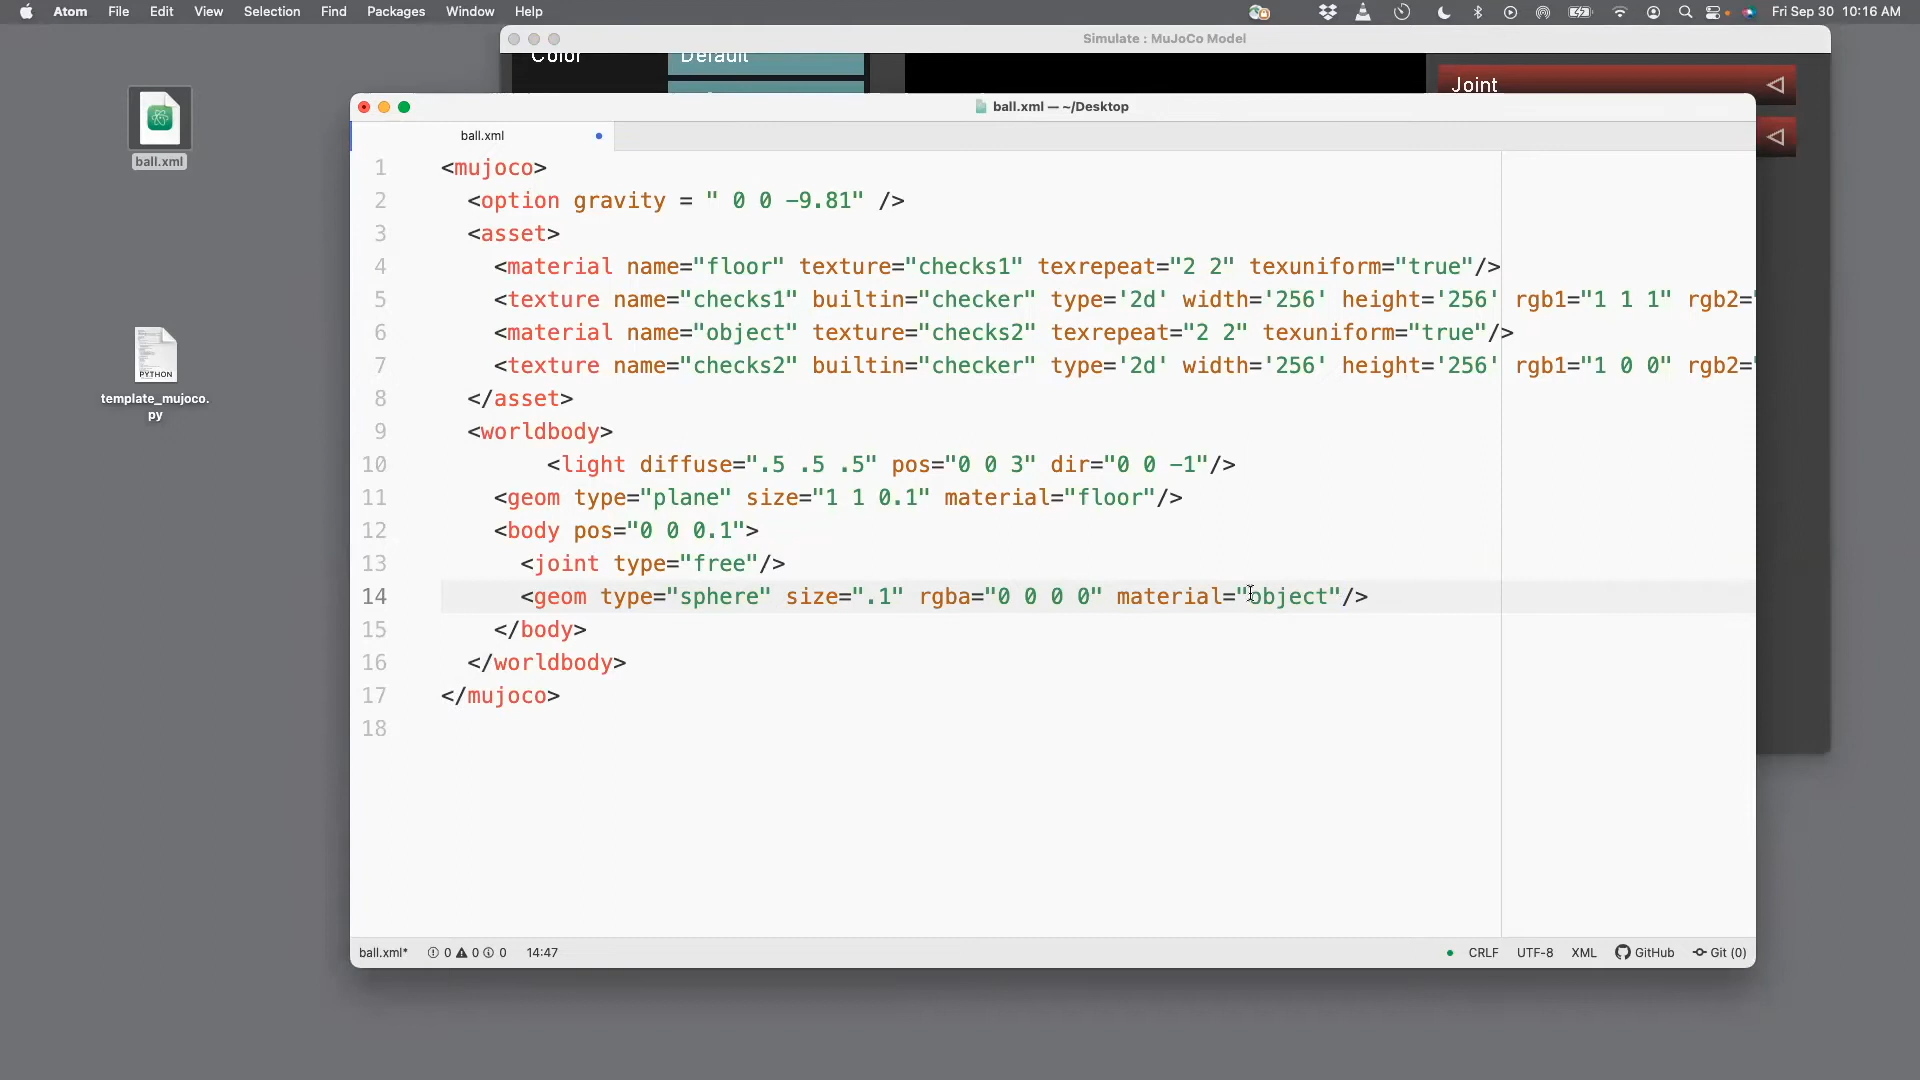 Atom File Edit View Selection Find Packages Window Help Fri Sep 30 10:16 AM
Simulate : MuJoCo Model
Color Default
Joint
ball.xml — ~/Desktop
ball.xml
ball.xml
PYTHON
template_mujoco.
py
1 <mujoco>
2 <option gravity = " 0 0 -9.81" />
3 <asset>
4 <material name="floor" texture="checks1" texrepeat="2 2" texuniform="true"/>
5 <texture name="checks1" builtin="checker" type='2d' width='256' height='256' rgb1="1 1 1" rgb2="
6 <material name="object" texture="checks2" texrepeat="2 2" texuniform="true"/>
7 <texture name="checks2" builtin="checker" type='2d' width='256' height='256' rgb1="1 0 0" rgb2="
8 </asset>
9 <worldbody>
10 <light diffuse=".5 .5 .5" pos="0 0 3" dir="0 0 -1"/>
11 <geom type="plane" size="1 1 0.1" material="floor"/>
12 <body pos="0 0 0.1">
13 <joint type="free"/>
14 <geom type="sphere" size=".1" rgba="0 0 0 0" material="object"/>
15 </body>
16 </worldbody>
17 </mujoco>
18
ball.xml* 0 0 0 14:47 CRLF UTF-8 XML GitHub Git (0)